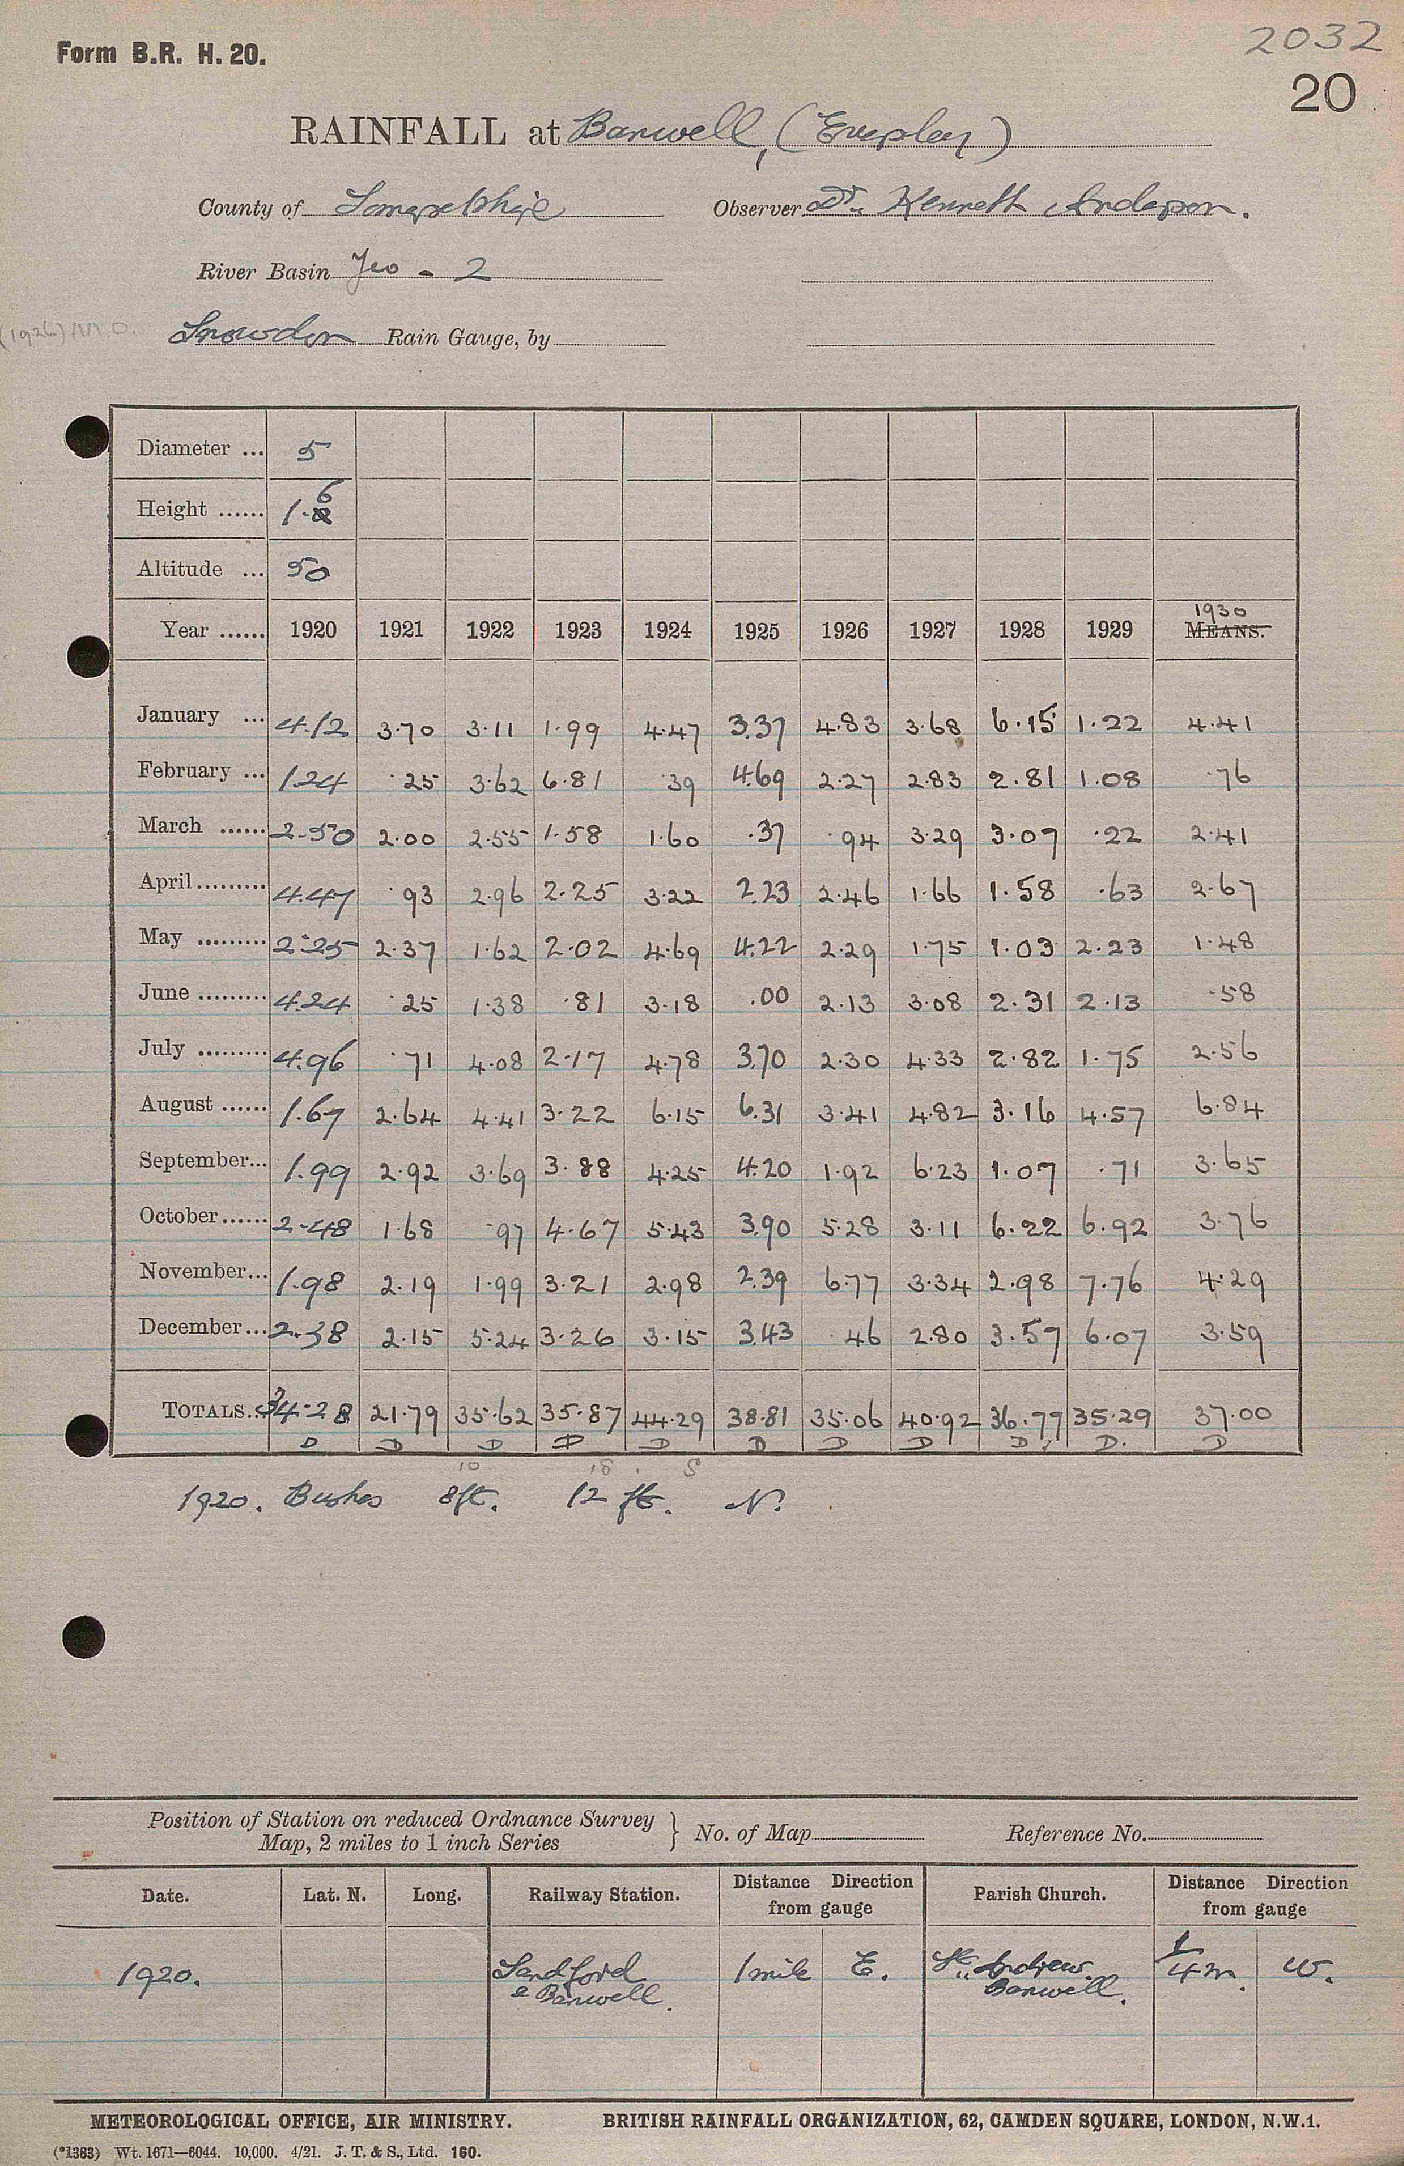 Form B.R. H. 20.
2032
20
RAINFALL at Banwell, (Eversley)
County of Somersetshire Observer Dr. Kenneth Anderson.
River Basin Yeo - 2
(1926) M.O. Snowdon Rain Gauge, by
Diameter ... 5
Height ...... 1.6
Altitude ... 50
1930
Year ...... 1920 1921 1922 1923 1924 1925 1926 1927 1928 1929 MEANS.
January ... 4.12 3.70 3.11 1.99 4.47 3.37 4.83 3.68 6.15 1.22 4.41
February ... 1.24 .25 3.62 6.81 .39 4.69 2.27 2.83 2.81 1.08 .76
March ...... 2.50 2.00 2.55 1.58 1.60 .37 .94 3.29 3.07 .22 2.41
April ......... 4.47 .93 2.96 2.25 3.22 2.23 2.46 1.66 1.58 .63 2.67
May ......... 2.25 2.37 1.62 2.02 4.69 4.22 2.29 1.75 1.03 2.23 1.48
June ......... 4.24 .25 1.38 .81 3.18 .00 2.13 3.08 2.31 2.13 .58
July ......... 4.96 .71 4.08 2.17 4.78 3.70 2.30 4.33 2.82 1.75 2.56
August ...... 1.67 2.64 4.41 3.22 6.15 6.31 3.41 4.82 3.16 4.57 6.84
September... 1.99 2.92 3.69 3.88 4.25 4.20 1.92 6.23 1.07 .71 3.65
October ...... 2.48 1.68 .97 4.67 5.43 3.90 5.28 3.11 6.22 6.92 3.76
November... 1.98 2.19 1.99 3.21 2.98 2.39 6.77 3.34 2.98 7.76 4.29
December ... 2.38 2.15 5.24 3.26 3.15 3.43 .46 2.80 3.57 6.07 3.59
TOTALS. 34.28 21.79 35.62 35.87 44.29 38.81 35.06 40.92 36.77 35.29 37.00
D D D D D D D D D D. D
10 18 S
1920. Bushes 8ft. 12 ft. N.
Position of Station on reduced Ordnance Survey
Map, 2 miles to 1 inch Series } No. of Map Reference No.
Date. Lat. N. Long. Railway Station. Distance Direction from gauge Parish Church. Distance Direction from gauge
1920. Sandford 1 mile E. St. Andrew 1/4 m. W.
& Banwell. Banwell.
METEOROLOGICAL OFFICE, AIR MINISTRY. BRITISH RAINFALL ORGANIZATION, 62, CAMDEN SQUARE, LONDON, N.W.1.
(*1383) Wt. 1671—6044. 10,000. 4/21. J. T. & S., Ltd. 160.